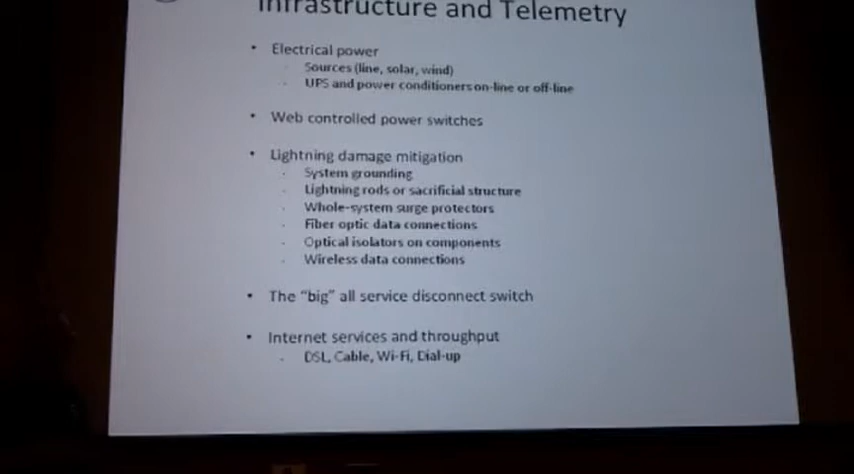 Infrastructure and Telemetry
• Electrical power
- Sources (line, solar, wind)
- UPS and power conditioners on-line or off-line
• Web controlled power switches
• Lightning damage mitigation
- System grounding
- Lightning rods or sacrificial structure
- Whole-system surge protectors
- Fiber optic data connections
- Optical isolators on components
- Wireless data connections
• The “big” all service disconnect switch
• Internet services and throughput
- DSL, Cable, Wi-Fi, Dial-up